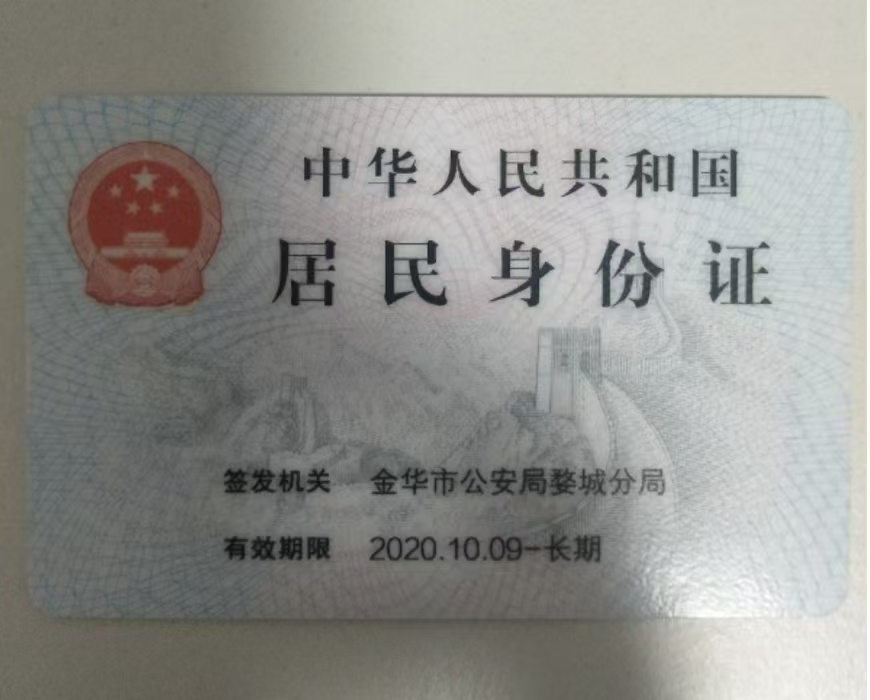 中华人民共和国
居民身份证
签发机关 金华市公安局婺城分局
有效期限 2020.10.09-长期